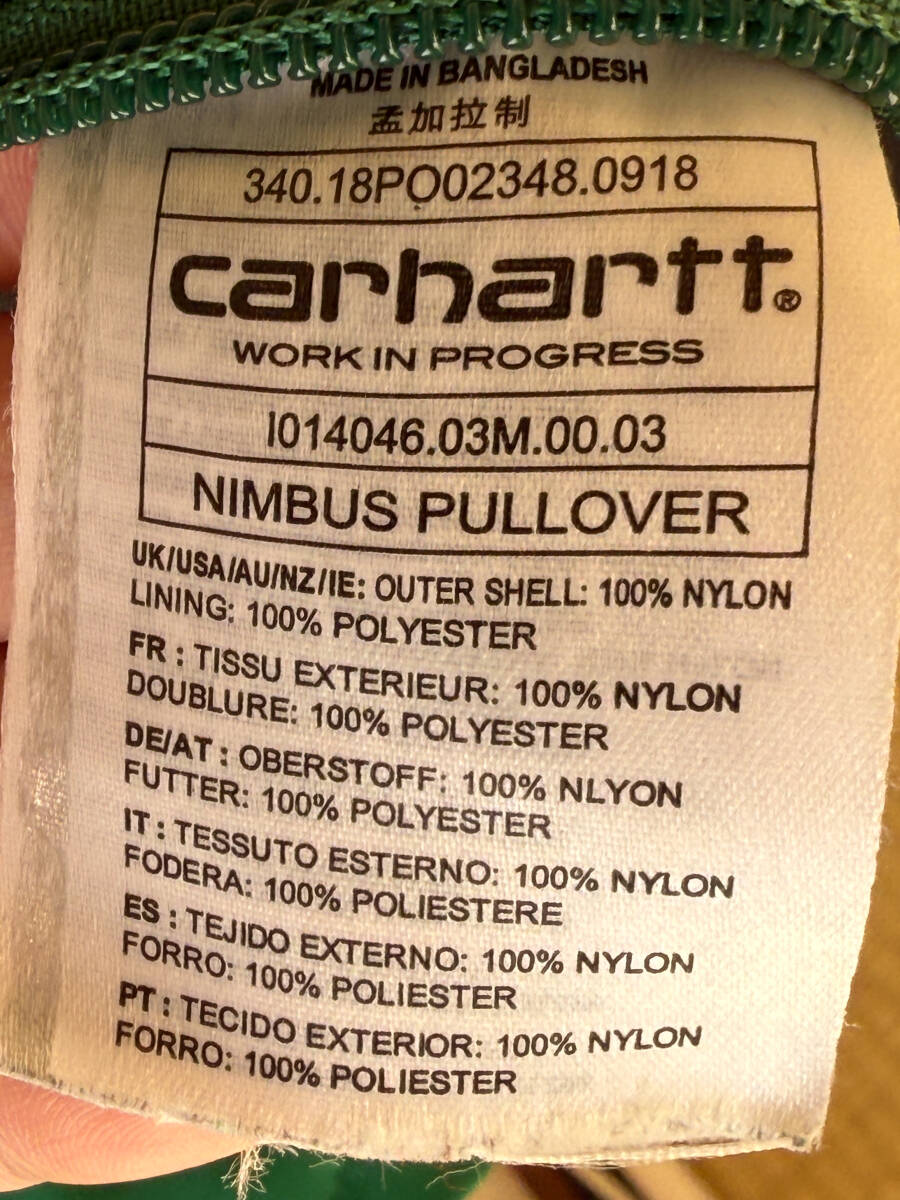 MADE IN BANGLADESH
孟加拉制
340.18PO02348.0918
carhartt®
WORK IN PROGRESS
I014046.03M.00.03
NIMBUS PULLOVER
UK/USA/AU/NZ/IE: OUTER SHELL: 100% NYLON
LINING: 100% POLYESTER
FR : TISSU EXTERIEUR: 100% NYLON
DOUBLURE: 100% POLYESTER
DE/AT : OBERSTOFF: 100% NLYON
FUTTER: 100% POLYESTER
IT : TESSUTO ESTERNO: 100% NYLON
FODERA: 100% POLIESTERE
ES : TEJIDO EXTERNO: 100% NYLON
FORRO: 100% POLIESTER
PT : TECIDO EXTERIOR: 100% NYLON
FORRO: 100% POLIESTER